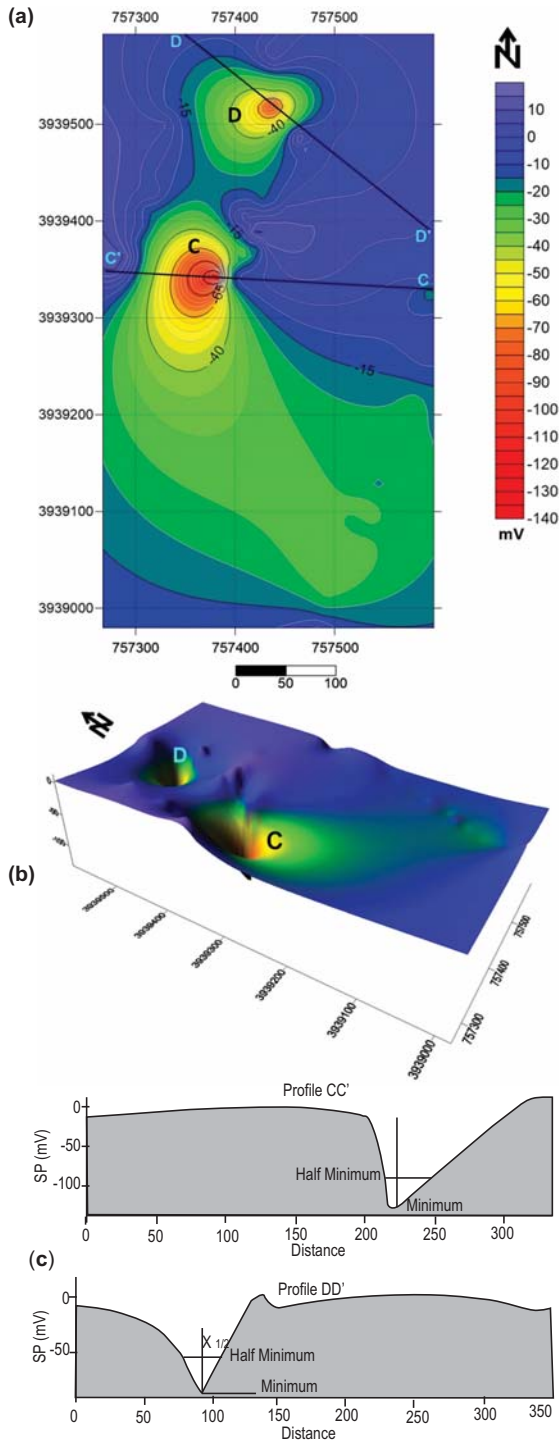 (a)
757300 757400 757500
D
N
3939500
-15
D
-40
3939400
D'
C'
C
-15
C
-65
3939300
-40
-15
3939200
3939100
3939000
757300 757400 757500
0 50 100
10
0
-10
-20
-30
-40
-50
-60
-70
-80
-90
-100
-110
-120
-130
-140
mV
N
D
C
0
(b)
3939400
3939300
3939200
3939100
3939000
757500
757400
757300
Profile CC'
SP (mV)
0
-50
-100
Half Minimum
Minimum
0 50 100 150 200 250 300
Distance
(c)
Profile DD'
SP (mV)
0
-50
X 1/2
Half Minimum
Minimum
0 50 100 150 200 250 300 350
Distance